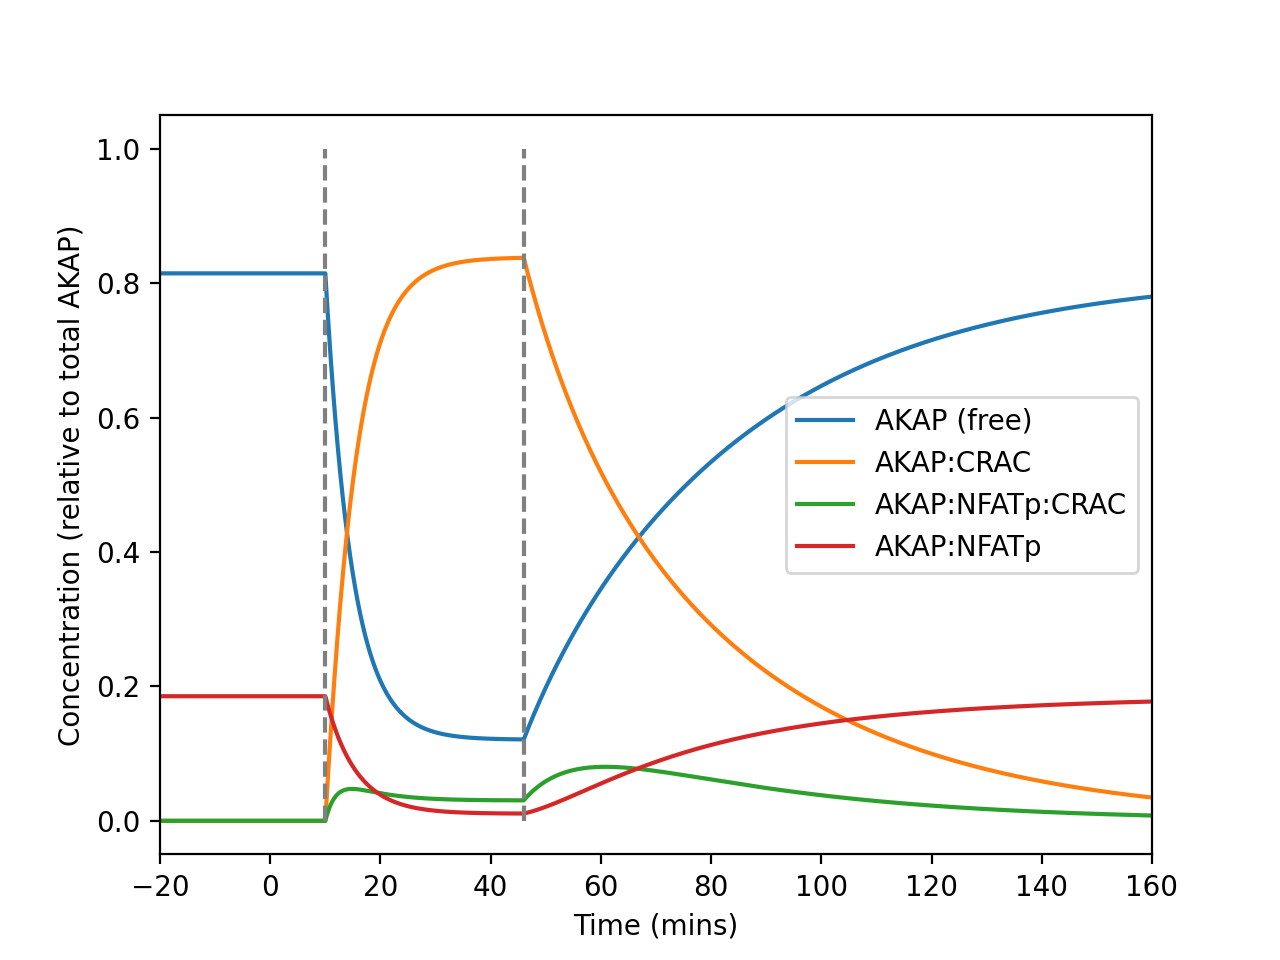 1.0
0.8
0.6
0.4
0.2
0.0
Concentration (relative to total AKAP)
AKAP (free)
AKAP:CRAC
AKAP:NFATp:CRAC
AKAP:NFATp
−20 0 20 40 60 80 100 120 140 160
Time (mins)